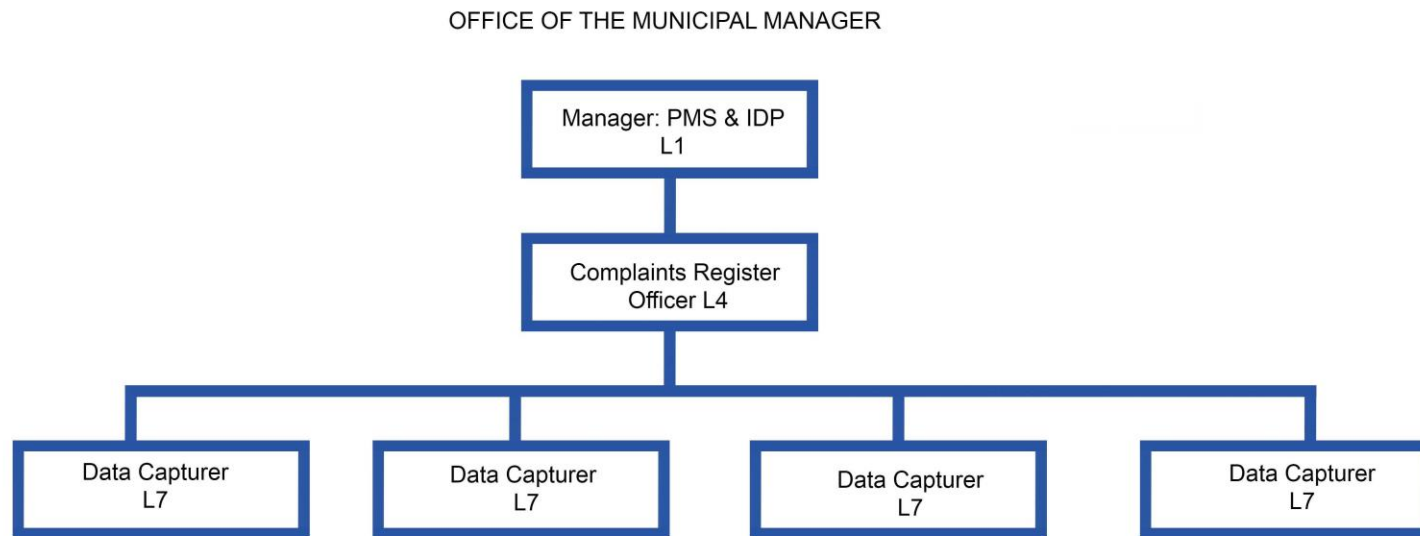 OFFICE OF THE MUNICIPAL MANAGER
Manager: PMS & IDP
L1
Complaints Register
Officer L4
Data Capturer
L7
Data Capturer
L7
Data Capturer
L7
Data Capturer
L7